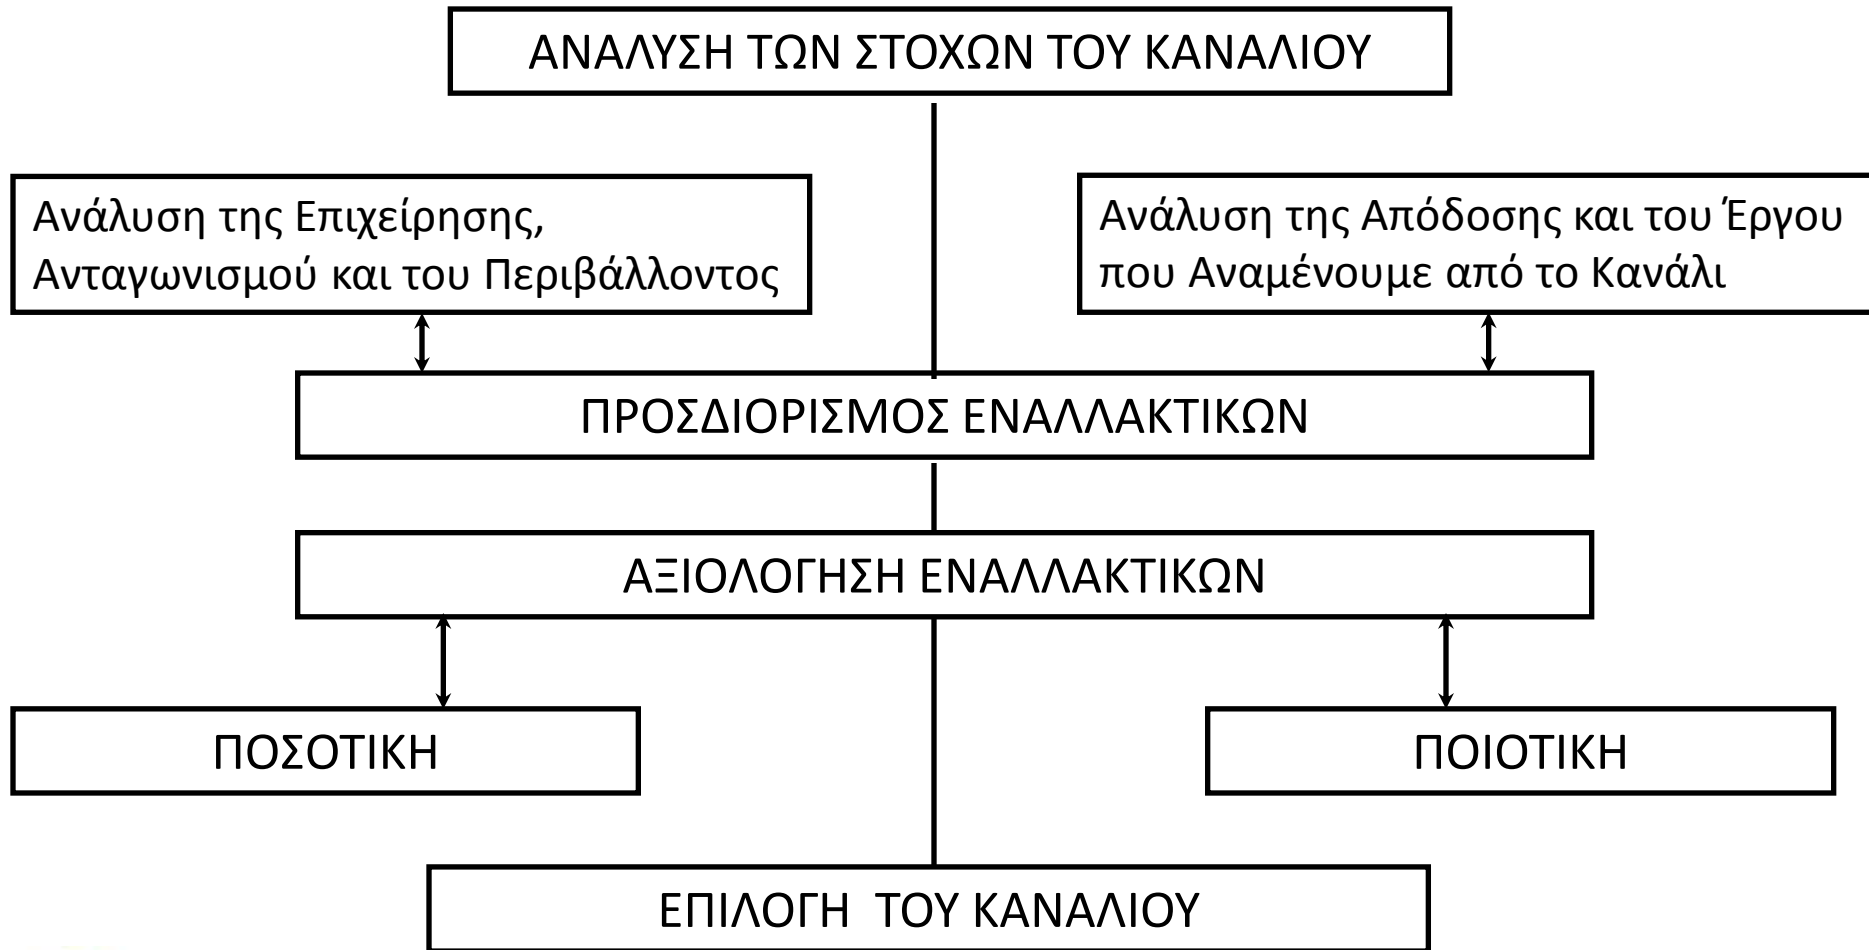 ΑΝΑΛΥΣΗ ΤΩΝ ΣΤΟΧΩΝ ΤΟΥ ΚΑΝΑΛΙΟΥ
Ανάλυση της Επιχείρησης,
Ανταγωνισμού και του Περιβάλλοντος
Ανάλυση της Απόδοσης και του Έργου
που Αναμένουμε από το Κανάλι
ΠΡΟΣΔΙΟΡΙΣΜΟΣ ΕΝΑΛΛΑΚΤΙΚΩΝ
ΑΞΙΟΛΟΓΗΣΗ ΕΝΑΛΛΑΚΤΙΚΩΝ
ΠΟΣΟΤΙΚΗ
ΠΟΙΟΤΙΚΗ
ΕΠΙΛΟΓΗ ΤΟΥ ΚΑΝΑΛΙΟΥ